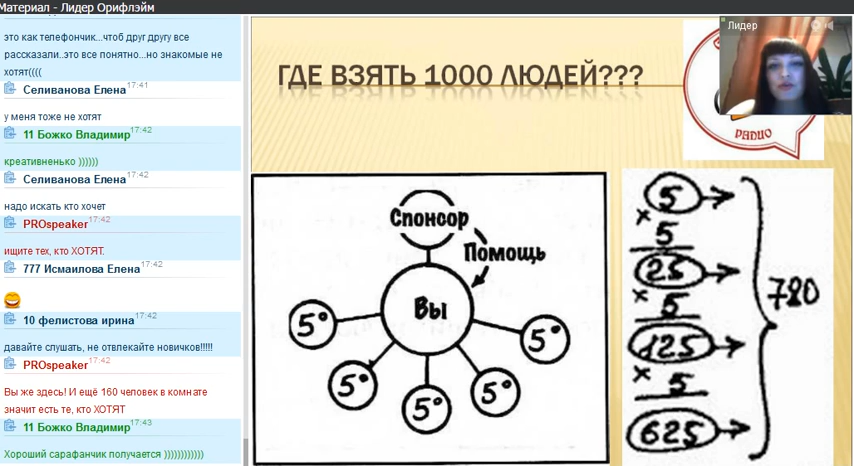 Материал - Лидер Орифлэйм
это как телефончик...чтоб друг другу все
рассказали..это все понятно...но знакомые не
хотят((((
Селиванова Елена 17:41
у меня тоже не хотят
11 Божко Владимир 17:42
креативненько ))))))
Селиванова Елена 17:42
надо искать кто хочет
PROspeaker 17:42
ищите тех, кто ХОТЯТ.
777 Исмаилова Елена 17:42
10 фелистова ирина 17:42
давайте слушать, не отвлекайте новичков!!!!!
PROspeaker 17:42
Вы же здесь! И ещё 160 человек в комнате
значит есть те, кто ХОТЯТ
11 Божко Владимир 17:43
Хороший сарафанчик получается ))))))))))))
ГДЕ ВЗЯТЬ 1000 ЛЮДЕЙ???
Лидер
РАДИО
Спонсор
Помощь
Вы
5°
5°
5°
5°
5°
5
x 5
25
x 5
125
x 5
625
780